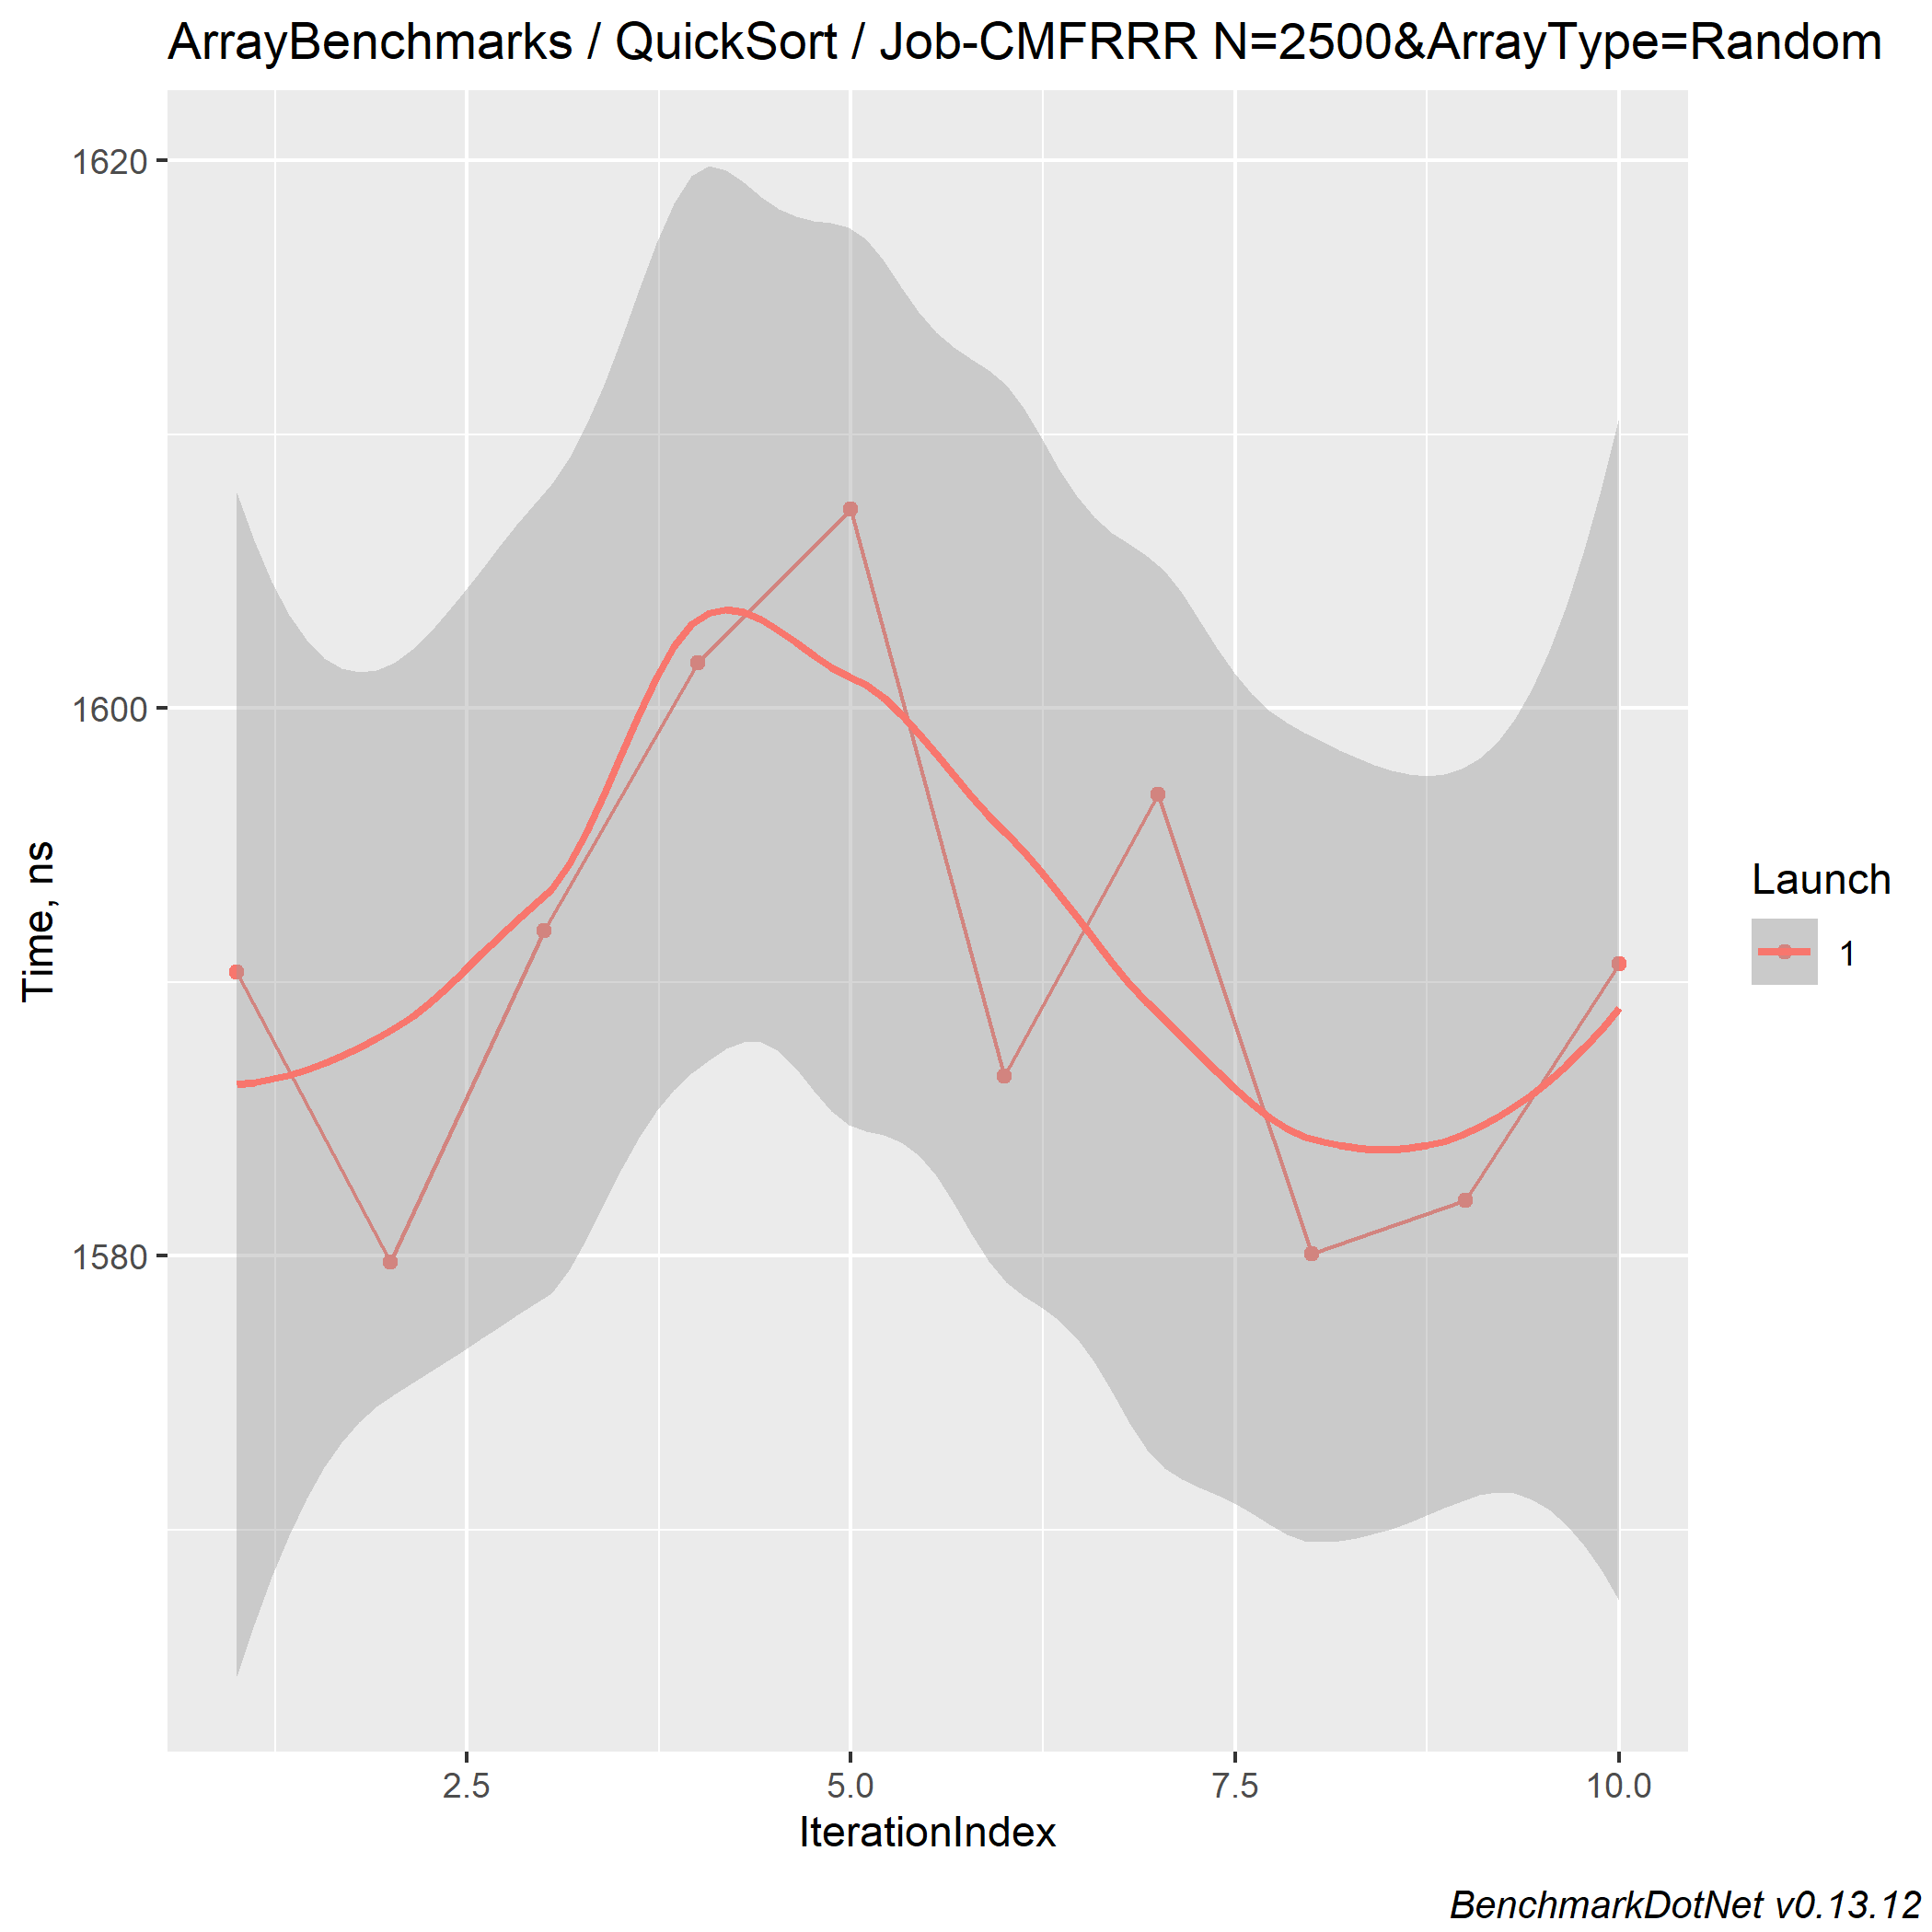 ArrayBenchmarks / QuickSort / Job-CMFRRR N=2500&ArrayType=Random
1620
1600
1580
Time, ns
2.5 5.0 7.5 10.0
IterationIndex
Launch
1
BenchmarkDotNet v0.13.12